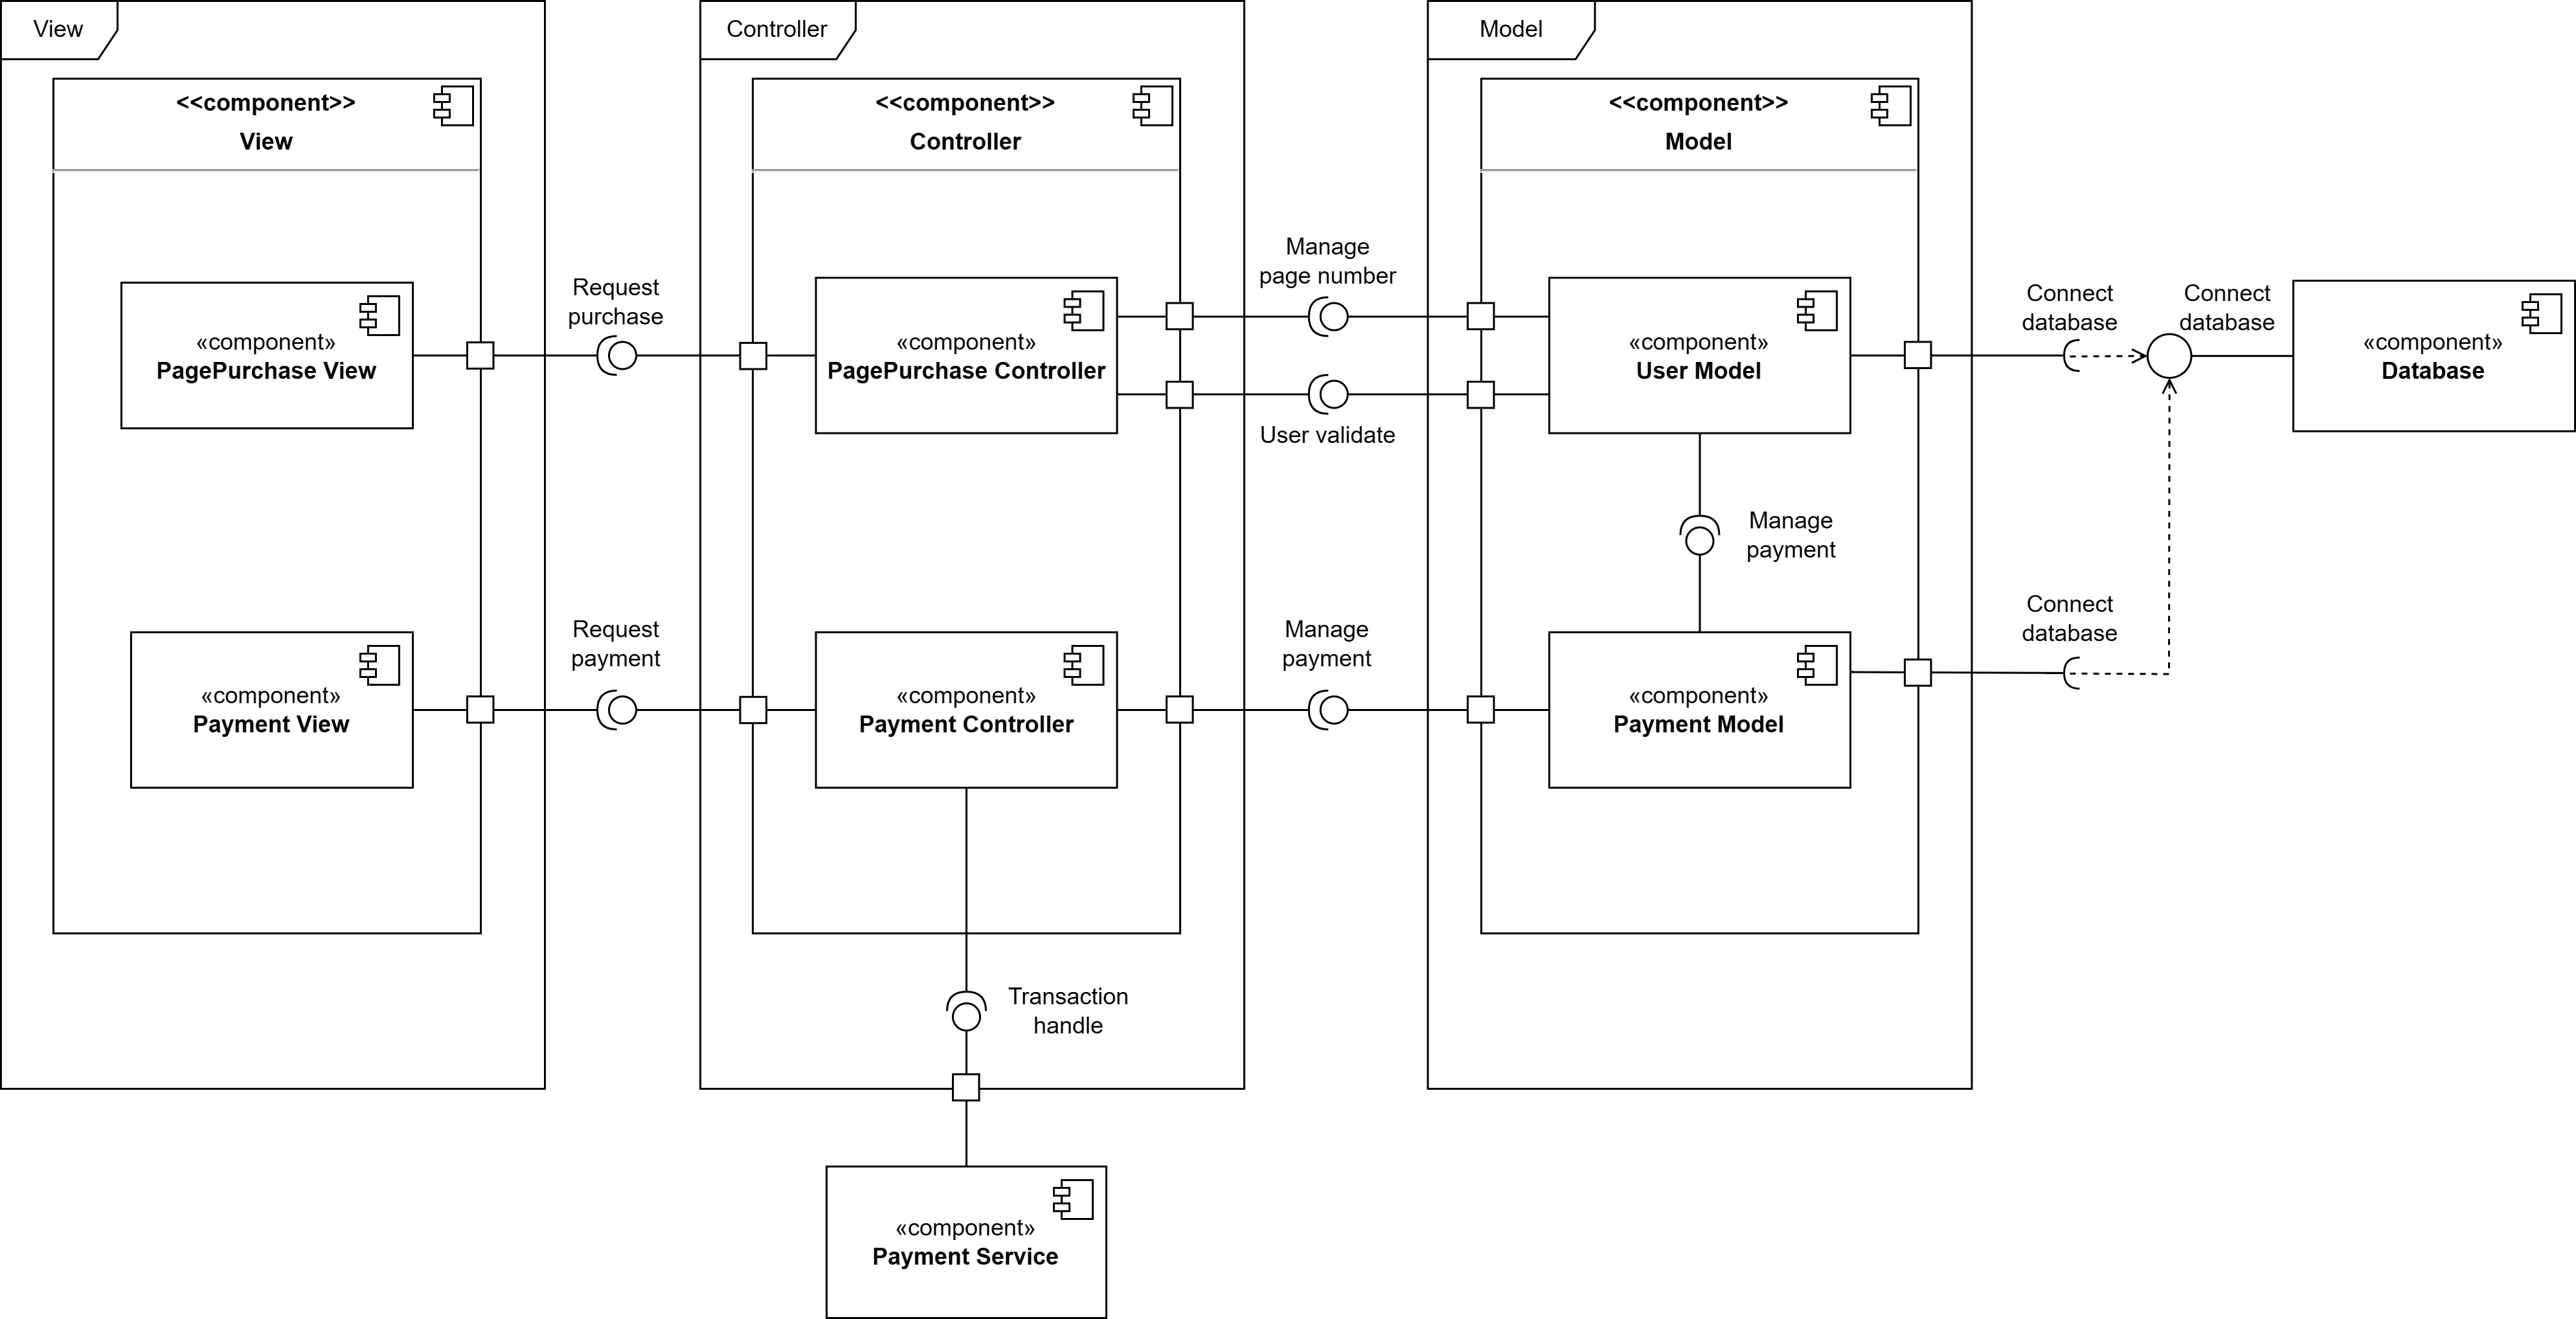 View
Controller
Model
<<component>>
View
<<component>>
Controller
<<component>>
Model
«component»
PagePurchase View
Request
purchase
«component»
PagePurchase Controller
Manage
page number
User validate
«component»
User Model
Connect
database
Connect
database
«component»
Database
Manage
payment
«component»
Payment View
Request
payment
«component»
Payment Controller
Manage
payment
«component»
Payment Model
Connect
database
Transaction
handle
«component»
Payment Service